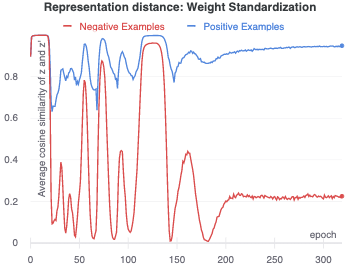 Representation distance: Weight Standardization
Negative Examples Positive Examples
Average cosine similarity of z and z'
0.8
0.6
0.4
0.2
0
epoch
0 50 100 150 200 250 300